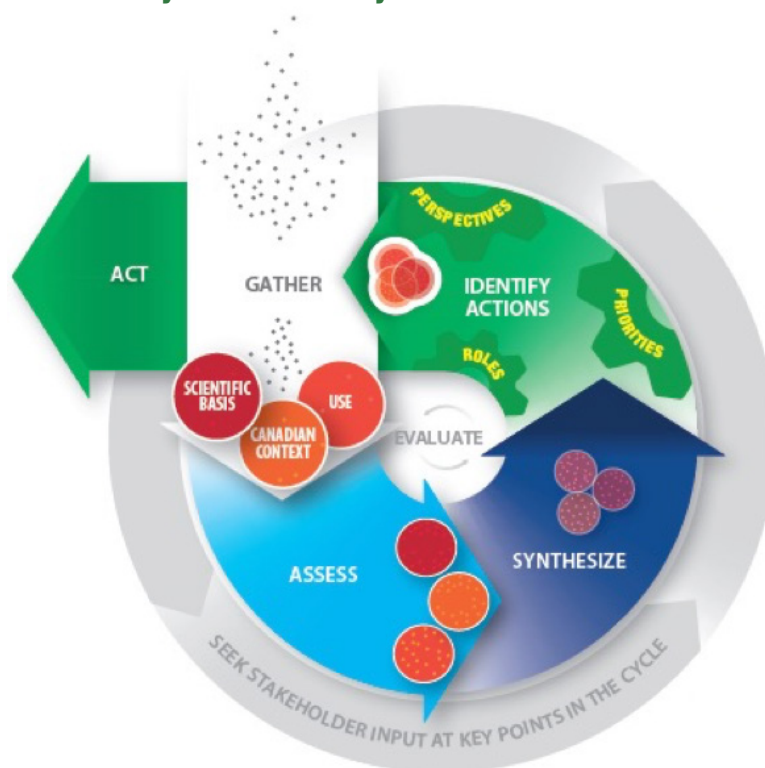 PERSPECTIVES
ACT
GATHER
IDENTIFY
ACTIONS
PRIORITIES
ROLES
SCIENTIFIC
BASIS
USE
CANADIAN
CONTEXT
EVALUATE
ASSESS
SYNTHESIZE
SEEK STAKEHOLDER INPUT AT KEY POINTS IN THE CYCLE